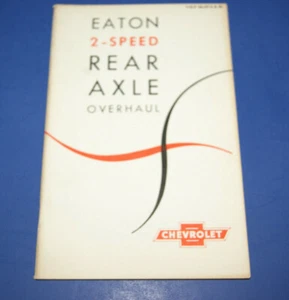 EATON
2-SPEED
REAR
AXLE
OVERHAUL
CHEVROLET